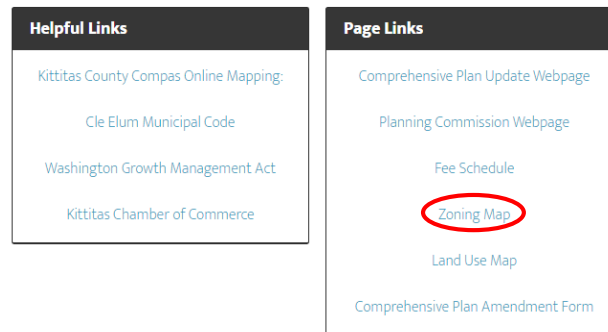 Helpful Links
Kittitas County Compas Online Mapping:
Cle Elum Municipal Code
Washington Growth Management Act
Kittitas Chamber of Commerce
Page Links
Comprehensive Plan Update Webpage
Planning Commission Webpage
Fee Schedule
Zoning Map
Land Use Map
Comprehensive Plan Amendment Form